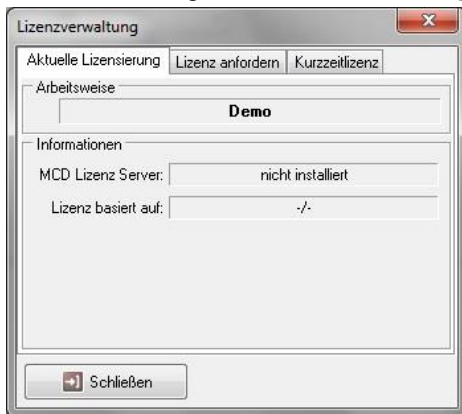 Lizenzverwaltung
Aktuelle Lizensierung Lizenz anfordern Kurzzeitlizenz
Arbeitsweise
Demo
Informationen
MCD Lizenz Server: nicht installiert
Lizenz basiert auf: -/-
Schließen